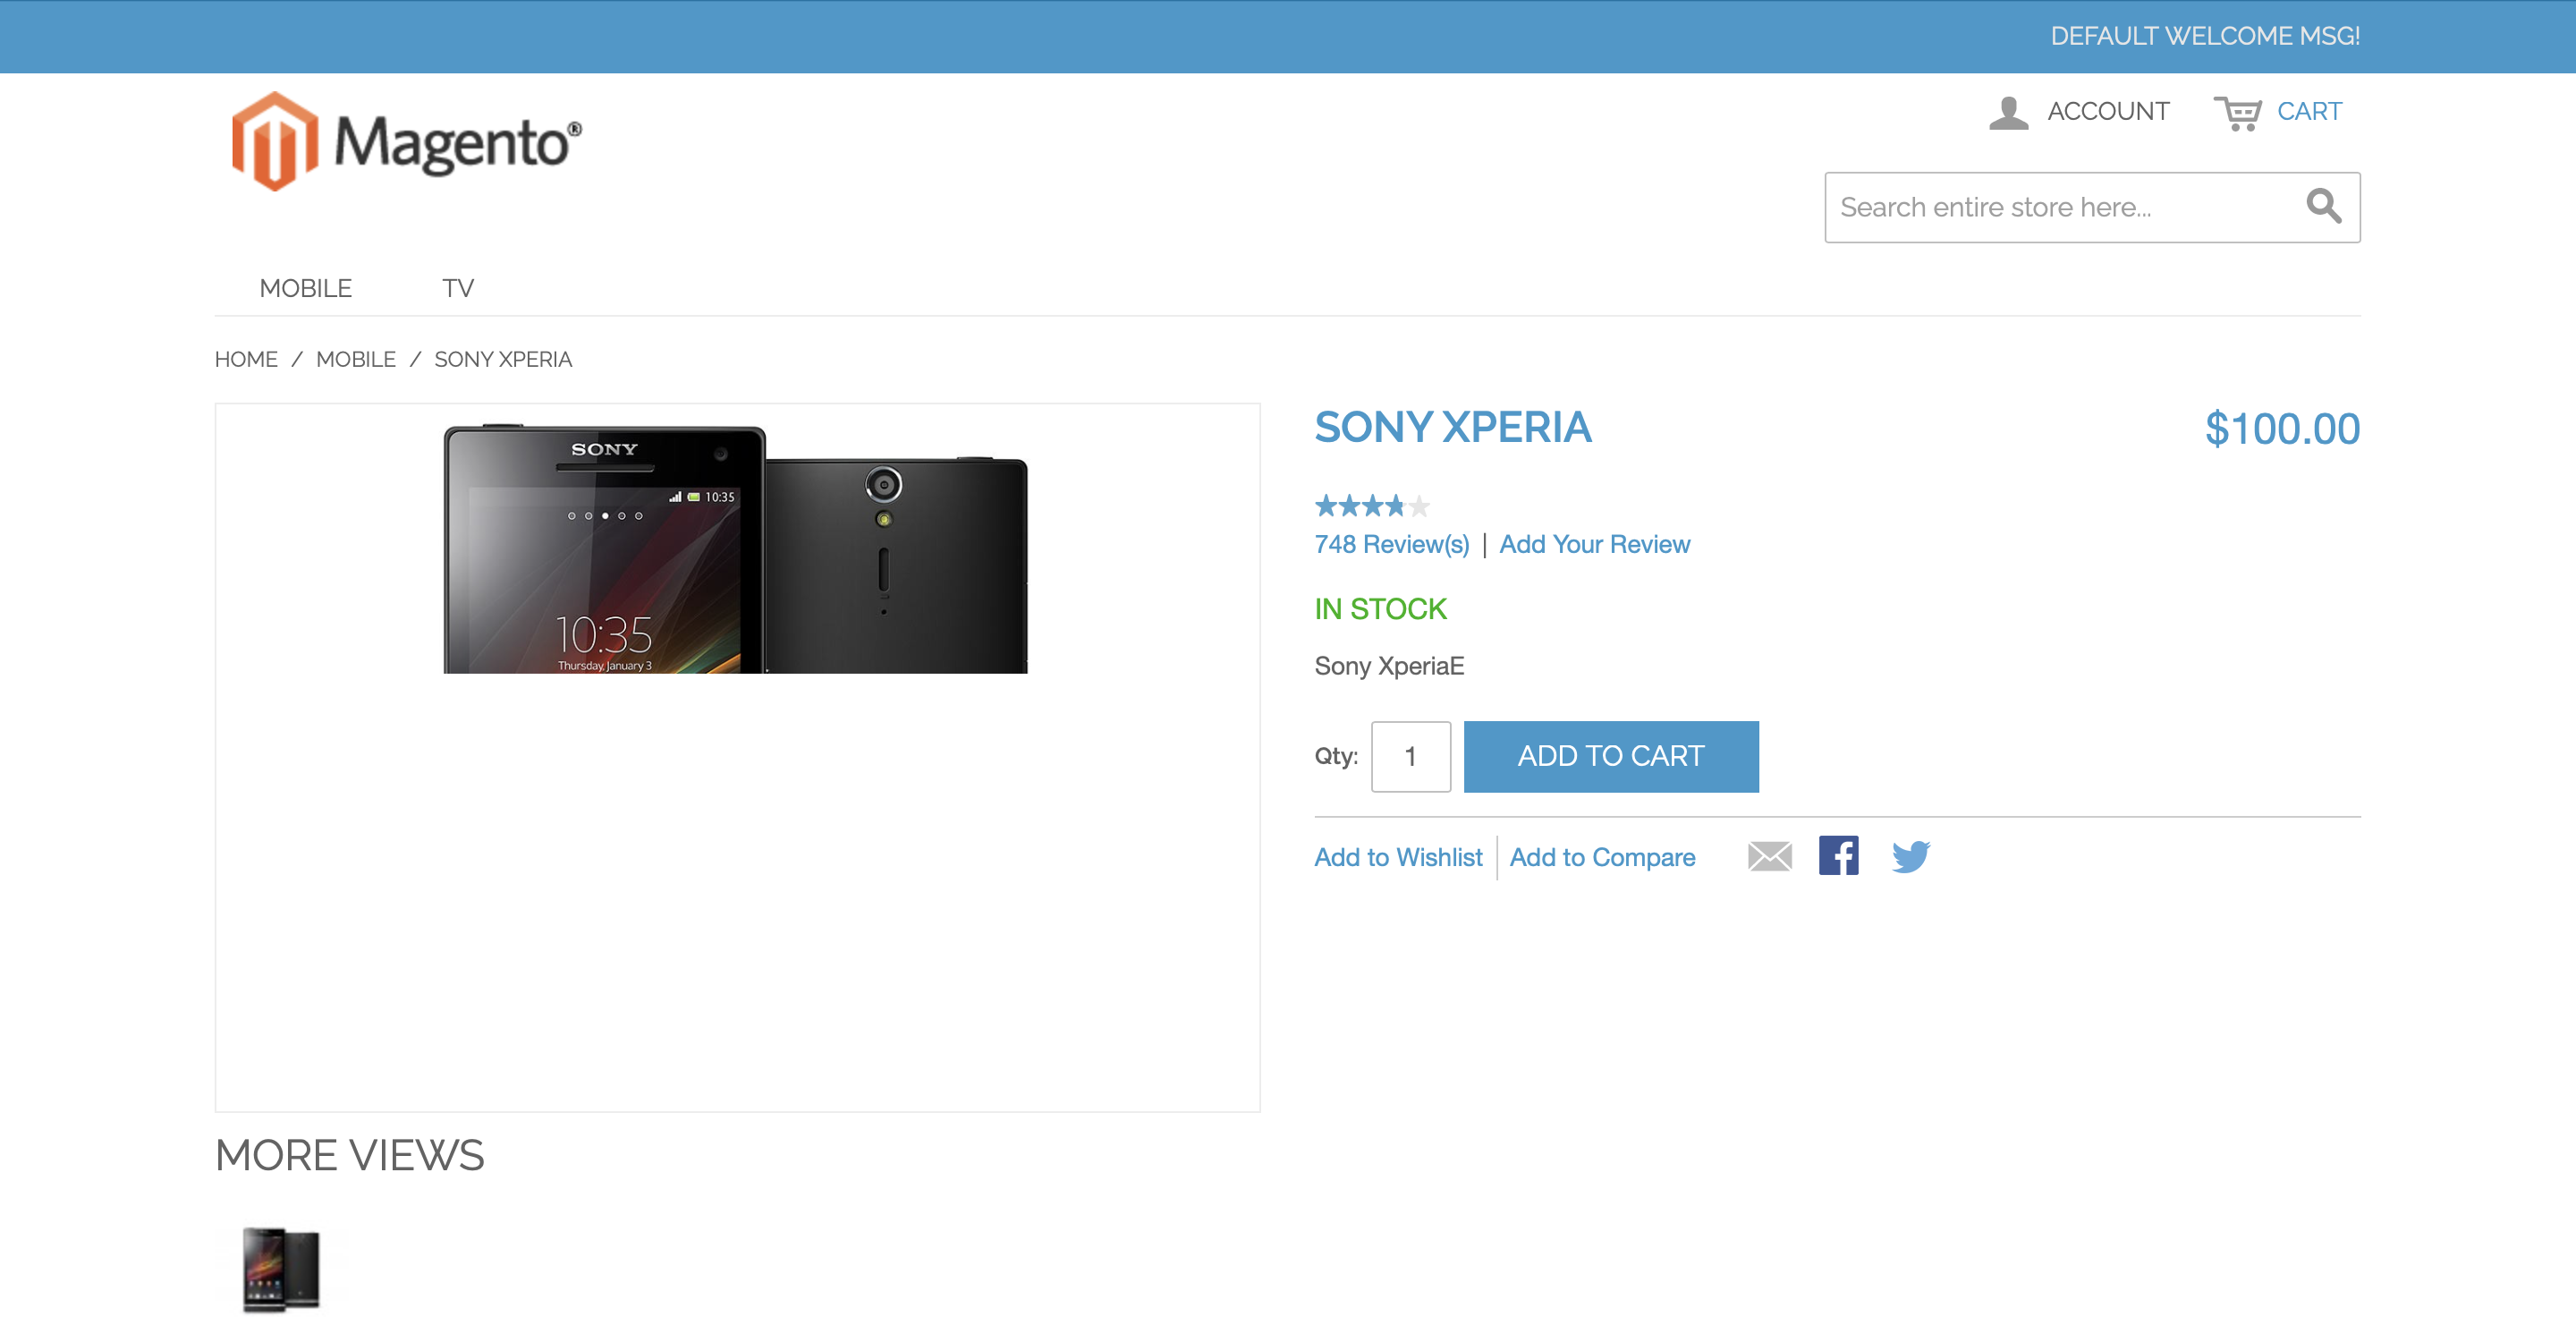 DEFAULT WELCOME MSG!
Magento®
ACCOUNT
CART
Search entire store here...
MOBILE
TV
HOME / MOBILE / SONY XPERIA
SONY
10:35
10:35
Thursday, January 3
SONY XPERIA
$100.00
748 Review(s) | Add Your Review
IN STOCK
Sony XperiaE
Qty: 1 ADD TO CART
Add to Wishlist | Add to Compare
MORE VIEWS